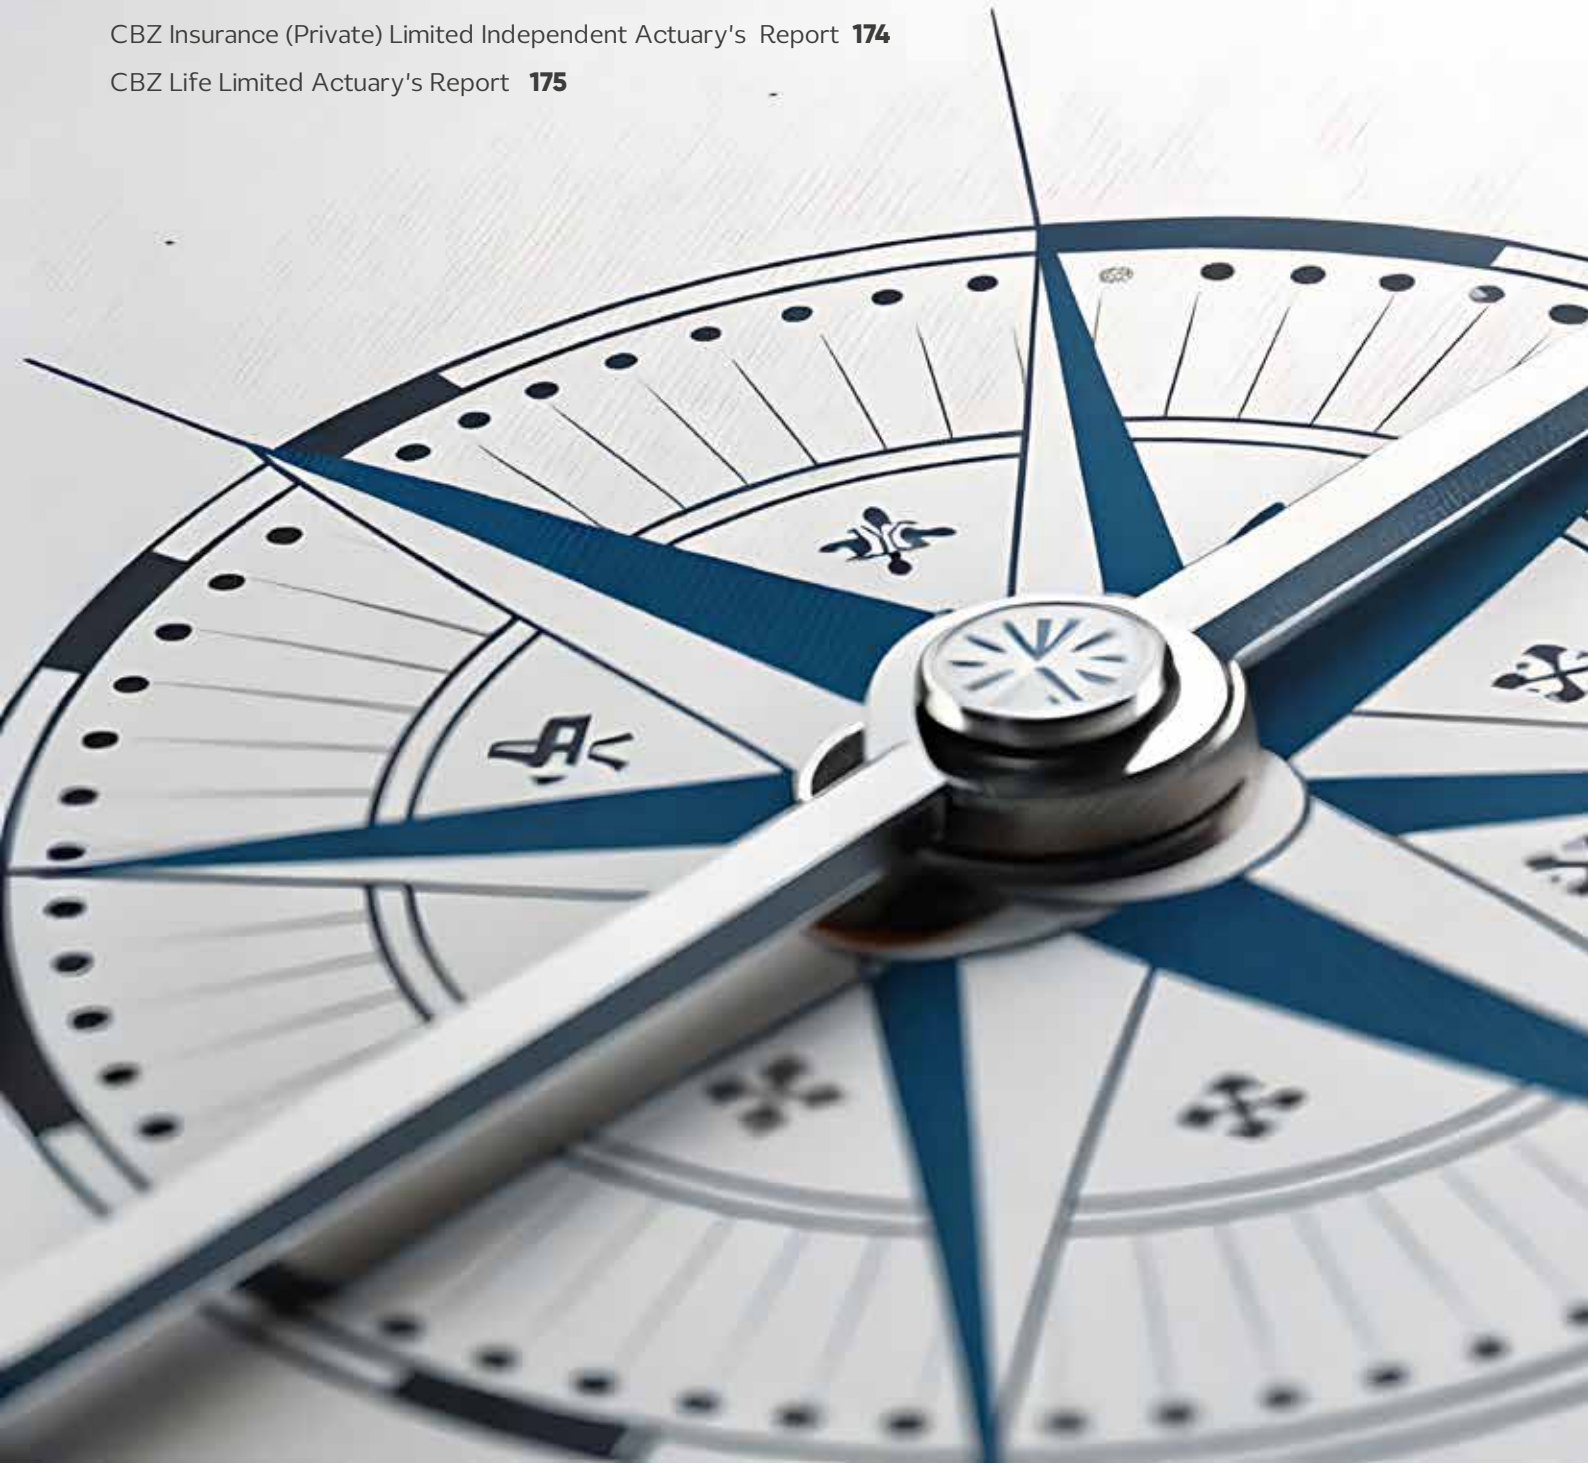 CBZ Insurance (Private) Limited Independent Actuary's Report 174
CBZ Life Limited Actuary's Report 175